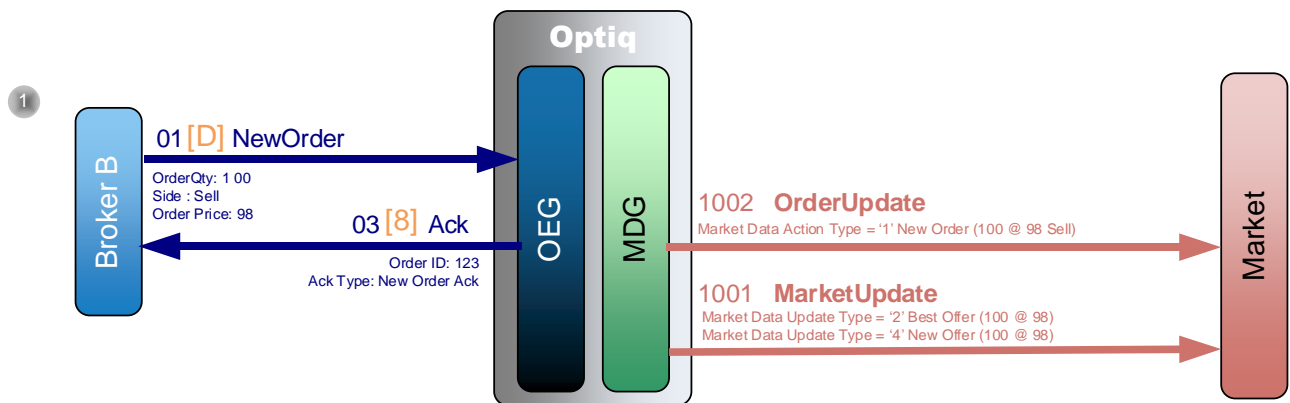 Optiq
1
Broker B
01 [D] NewOrder
OrderQty: 1 00
Side : Sell
Order Price: 98
03 [8] Ack
Order ID: 123
Ack Type: New Order Ack
OEG
MDG
1002 OrderUpdate
Market Data Action Type = ‘1’ New Order (100 @ 98 Sell)
1001 MarketUpdate
Market Data Update Type = ‘2’ Best Offer (100 @ 98)
Market Data Update Type = ‘4’ New Offer (100 @ 98)
Market